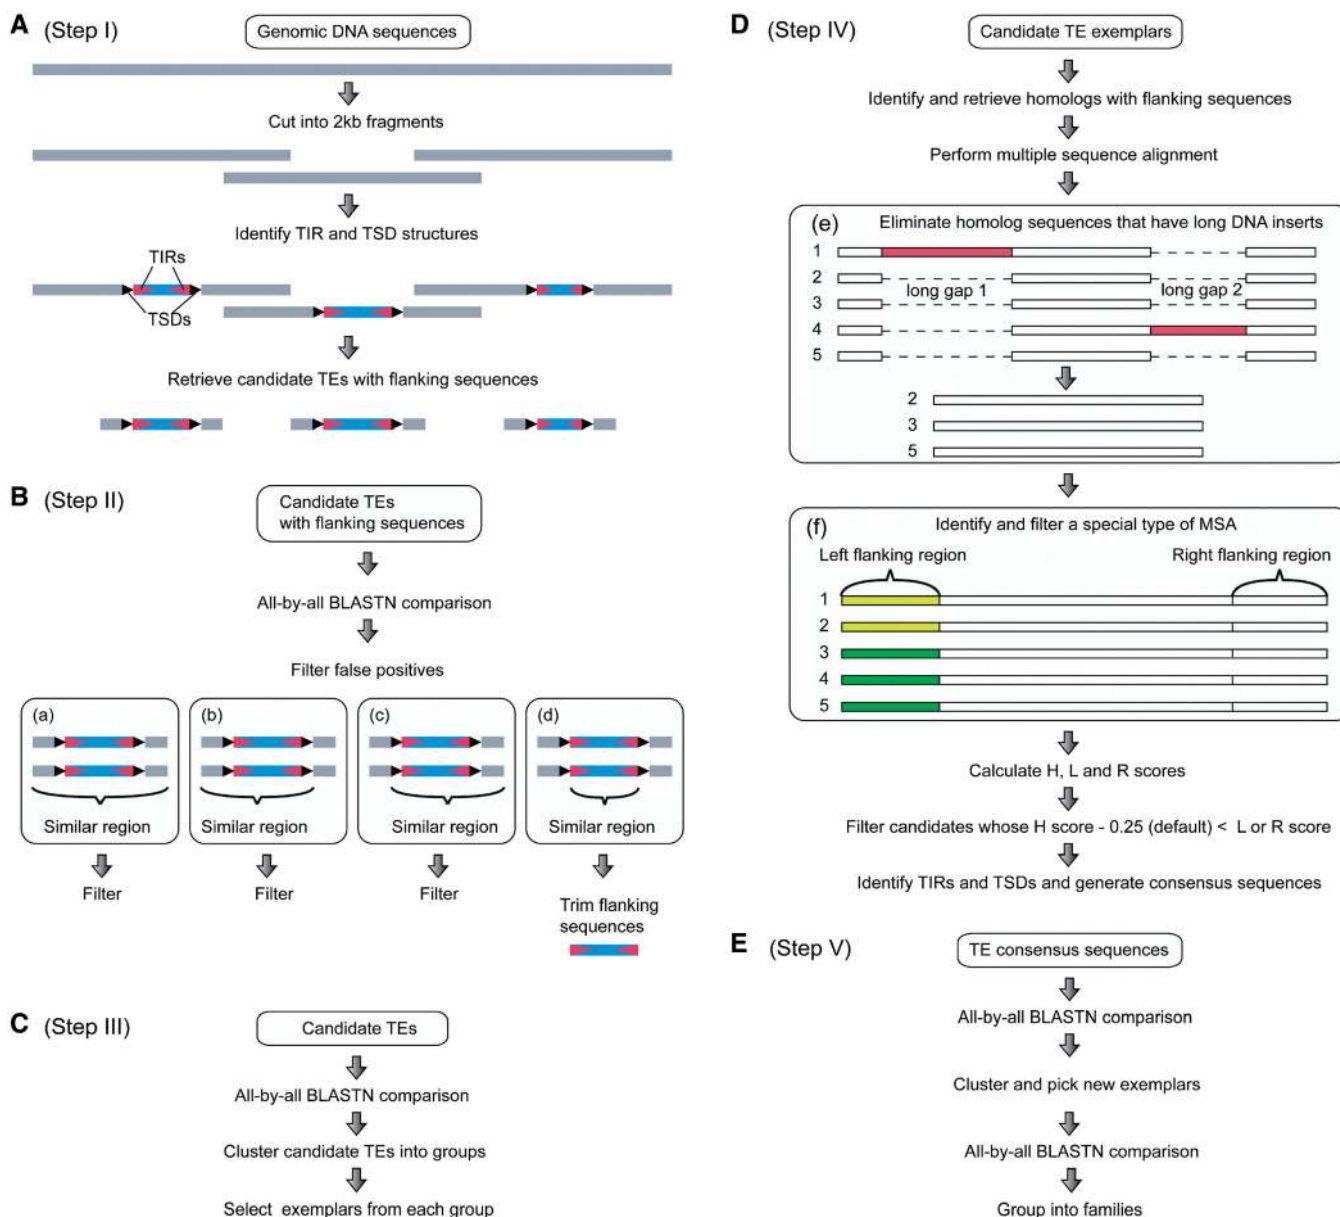 A (Step I)
Genomic DNA sequences
Cut into 2kb fragments
Identify TIR and TSD structures
TIRs
TSDs
Retrieve candidate TEs with flanking sequences
B (Step II)
Candidate TEs
with flanking sequences
All-by-all BLASTN comparison
Filter false positives
(a)
Similar region
Filter
(b)
Similar region
Filter
(c)
Similar region
Filter
(d)
Similar region
Trim flanking
sequences
C (Step III)
Candidate TEs
All-by-all BLASTN comparison
Cluster candidate TEs into groups
Select exemplars from each group
D (Step IV)
Candidate TE exemplars
Identify and retrieve homologs with flanking sequences
Perform multiple sequence alignment
(e) Eliminate homolog sequences that have long DNA inserts
1
2
long gap 1 long gap 2
3
4
5
2
3
5
(f) Identify and filter a special type of MSA
Left flanking region Right flanking region
1
2
3
4
5
Calculate H, L and R scores
Filter candidates whose H score - 0.25 (default) < L or R score
Identify TIRs and TSDs and generate consensus sequences
E (Step V)
TE consensus sequences
All-by-all BLASTN comparison
Cluster and pick new exemplars
All-by-all BLASTN comparison
Group into families